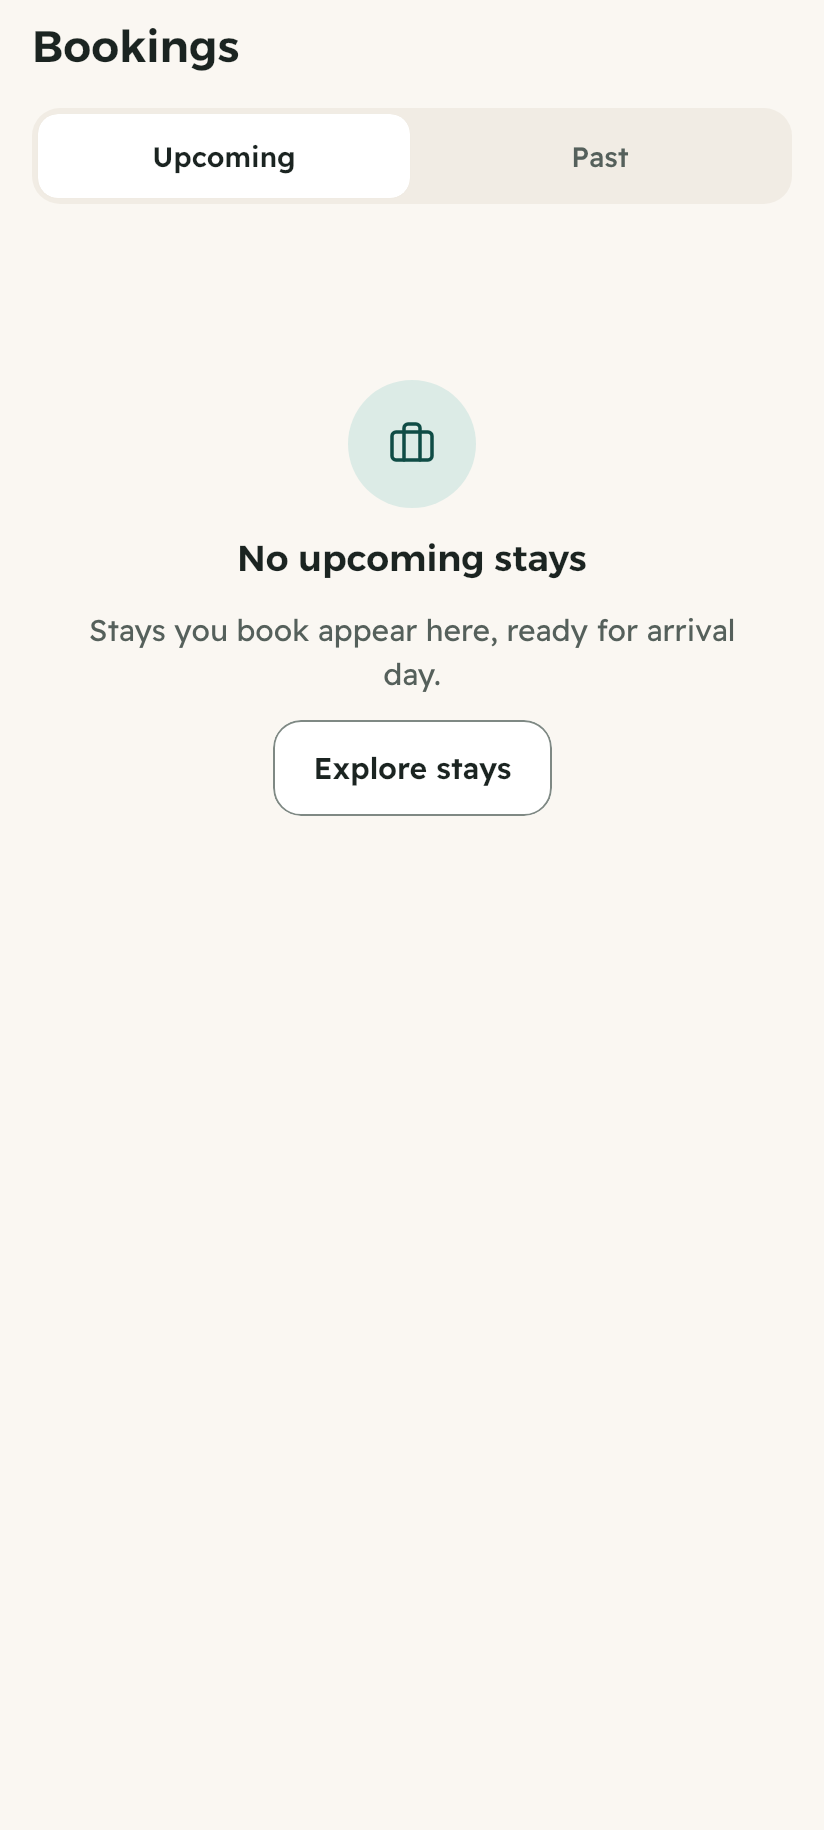 Bookings
Upcoming
Past
No upcoming stays
Stays you book appear here, ready for arrival
day.
Explore stays